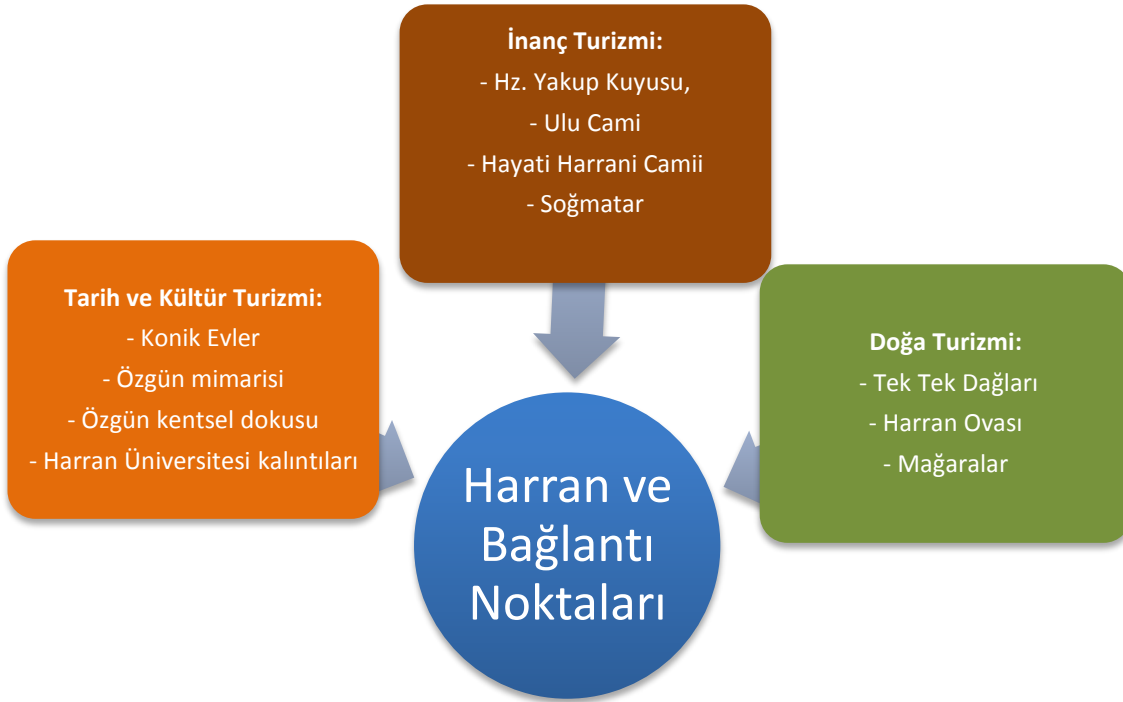 İnanç Turizmi:
- Hz. Yakup Kuyusu,
- Ulu Cami
- Hayati Harrani Camii
- Soğmatar
Tarih ve Kültür Turizmi:
- Konik Evler
- Özgün mimarisi
- Özgün kentsel dokusu
- Harran Üniversitesi kalıntıları
Doğa Turizmi:
- Tek Tek Dağları
- Harran Ovası
- Mağaralar
Harran ve
Bağlantı
Noktaları